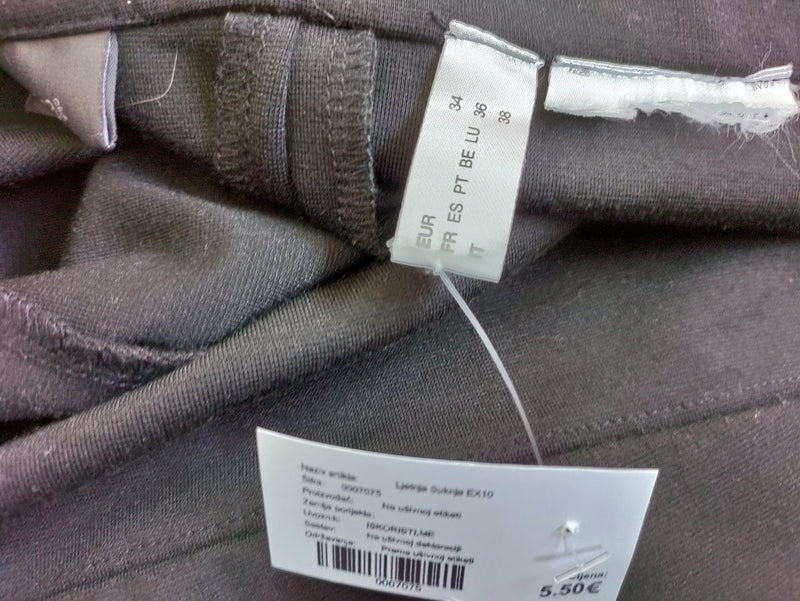 EUR 34
FR ES PT BE LU 36
IT 38
Naziv artikla: Ljetnja Suknja EX10
Šifra: 0007075
Proizvođač: Na ušivnoj etiketi
Zemlja porijekla:
Uvoznik: ISKORISTI.ME
Sastav: Na ušivnoj deklaraciji
Održavanje: Prema ušivnoj etiketi
0007075
Cijena:
5.50€